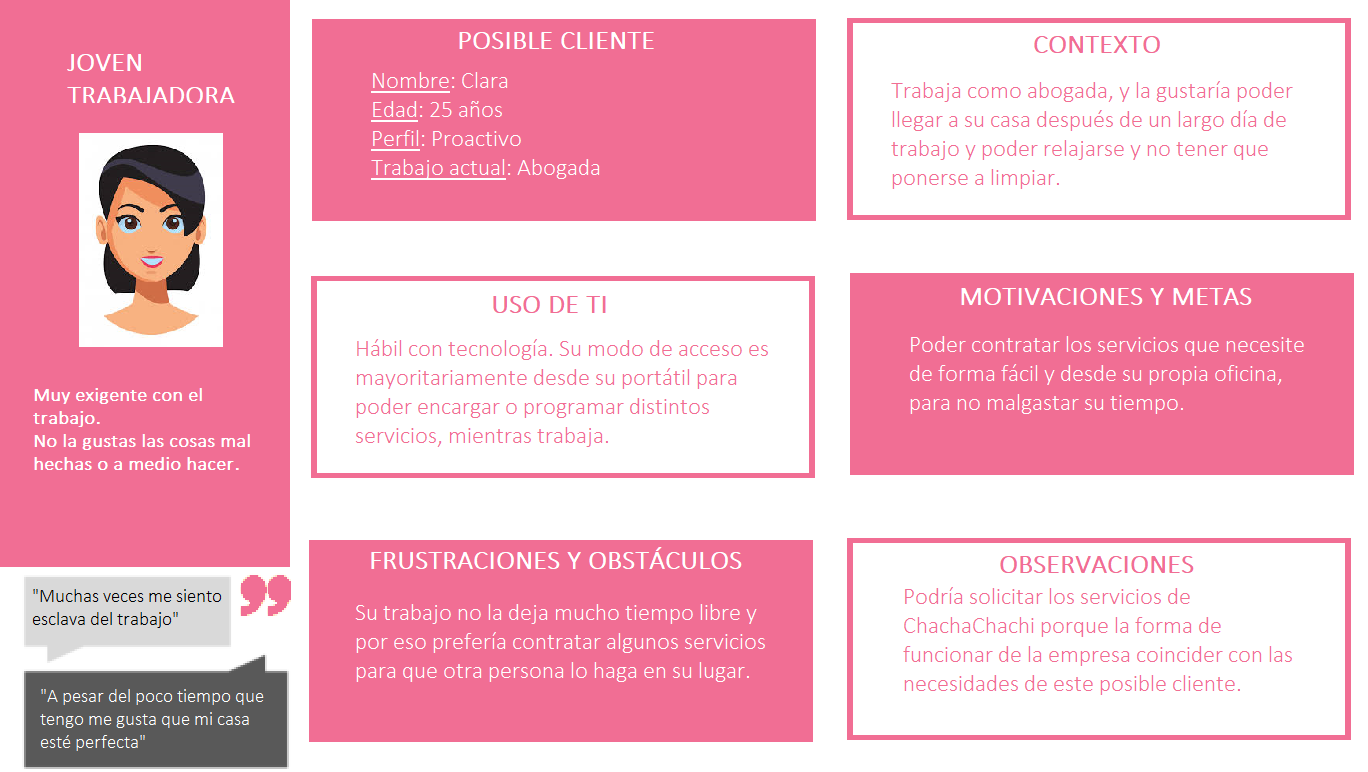 JOVEN
TRABAJADORA
Muy exigente con el
trabajo.
No la gustas las cosas mal
hechas o a medio hacer.
"Muchas veces me siento
esclava del trabajo"
"A pesar del poco tiempo que
tengo me gusta que mi casa
esté perfecta"
POSIBLE CLIENTE
Nombre: Clara
Edad: 25 años
Perfil: Proactivo
Trabajo actual: Abogada
CONTEXTO
Trabaja como abogada, y la gustaría poder
llegar a su casa después de un largo día de
trabajo y poder relajarse y no tener que
ponerse a limpiar.
USO DE TI
Hábil con tecnología. Su modo de acceso es
mayoritariamente desde su portátil para
poder encargar o programar distintos
servicios, mientras trabaja.
MOTIVACIONES Y METAS
Poder contratar los servicios que necesite
de forma fácil y desde su propia oficina,
para no malgastar su tiempo.
FRUSTRACIONES Y OBSTÁCULOS
Su trabajo no la deja mucho tiempo libre y
por eso prefería contratar algunos servicios
para que otra persona lo haga en su lugar.
OBSERVACIONES
Podría solicitar los servicios de
ChachaChachi porque la forma de
funcionar de la empresa coincider con las
necesidades de este posible cliente.